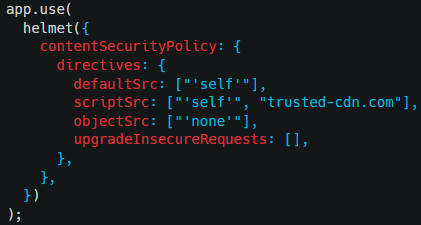 app.use(
  helmet({
    contentSecurityPolicy: {
      directives: {
        defaultSrc: ["'self'"],
        scriptSrc: ["'self'", "trusted-cdn.com"],
        objectSrc: ["'none'"],
        upgradeInsecureRequests: [],
      },
    },
  })
);